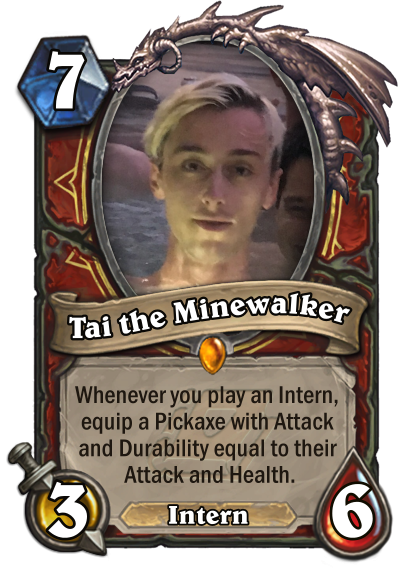 7
Tai the Minewalker
Whenever you play an Intern,
equip a Pickaxe with Attack
and Durability equal to their
Attack and Health.
3
Intern
6